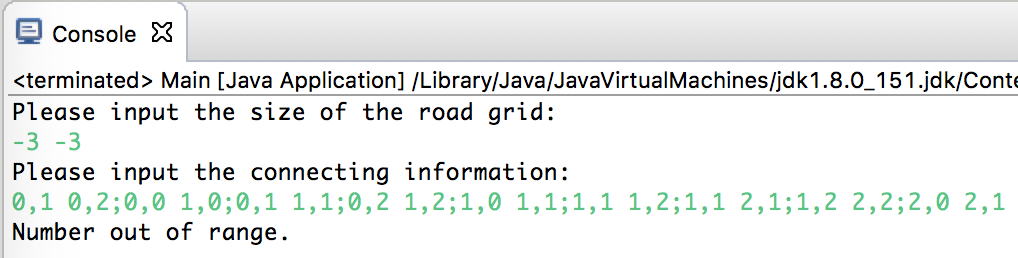 Console
<terminated> Main [Java Application] /Library/Java/JavaVirtualMachines/jdk1.8.0_151.jdk/Conte
Please input the size of the road grid:
-3 -3
Please input the connecting information:
0,1 0,2;0,0 1,0;0,1 1,1;0,2 1,2;1,0 1,1;1,1 1,2;1,1 2,1;1,2 2,2;2,0 2,1
Number out of range.